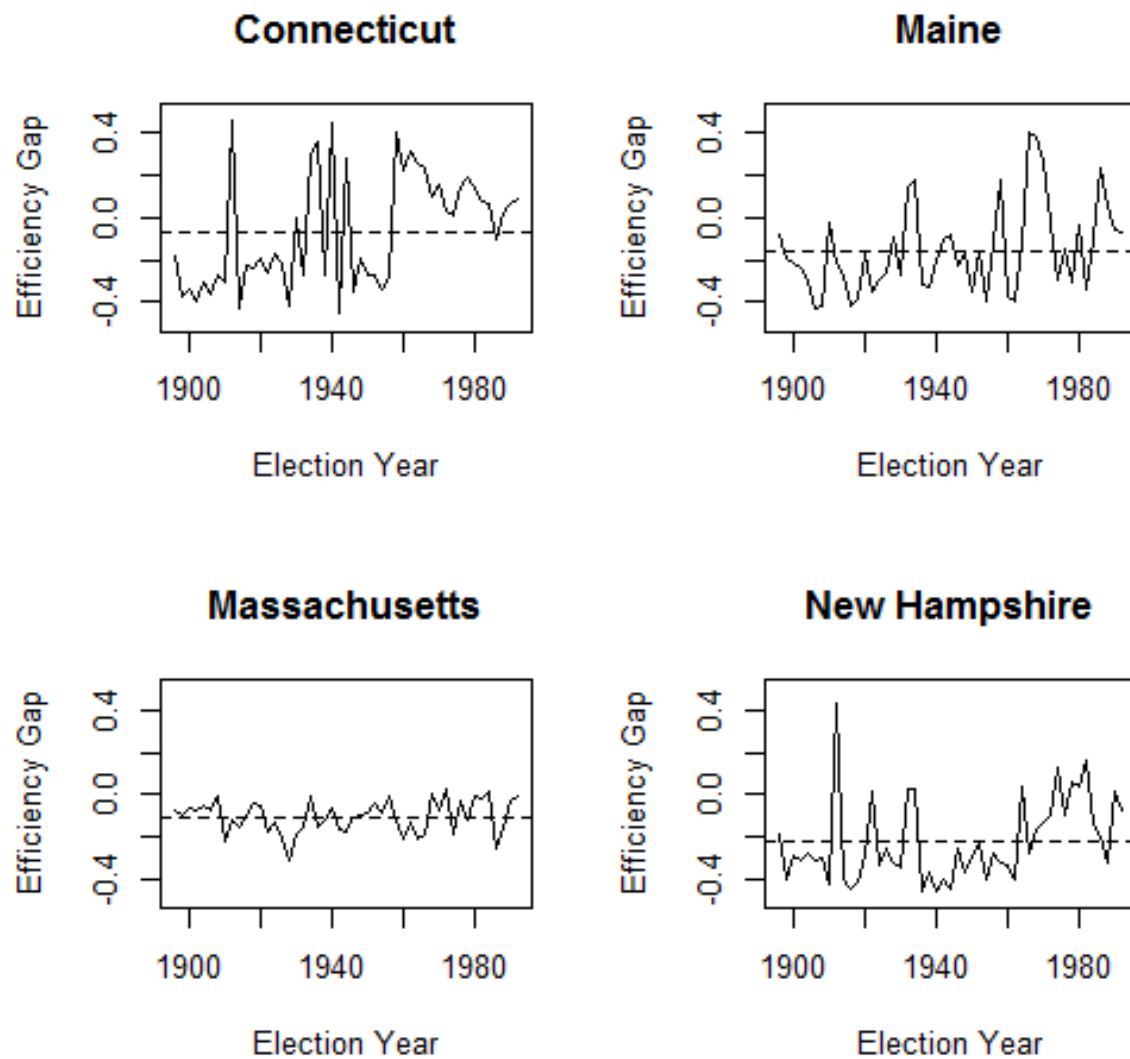 Connecticut
Efficiency Gap
0.4
0.0
-0.4
1900 1940 1980
Election Year
Maine
Efficiency Gap
0.4
0.0
-0.4
1900 1940 1980
Election Year
Massachusetts
Efficiency Gap
0.4
0.0
-0.4
1900 1940 1980
Election Year
New Hampshire
Efficiency Gap
0.4
0.0
-0.4
1900 1940 1980
Election Year